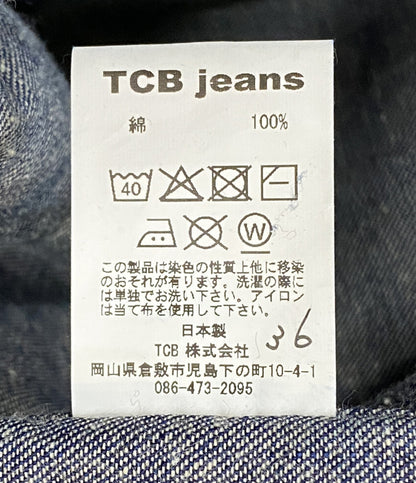 TCB jeans
綿 100%
40
W
この製品は染色の性質上他に移染
のおそれが有ります。洗濯の際に
は単独でお洗い下さい。アイロン
は当て布を使用して下さい。
日本製
36
TCB 株式会社
岡山県倉敷市児島下の町10-4-1
086-473-2095